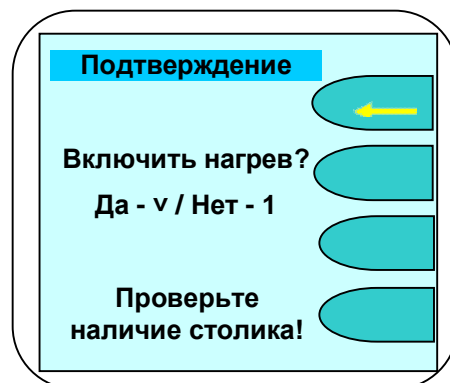 Подтверждение
Включить нагрев?
Да - v / Нет - 1
Проверьте
наличие столика!